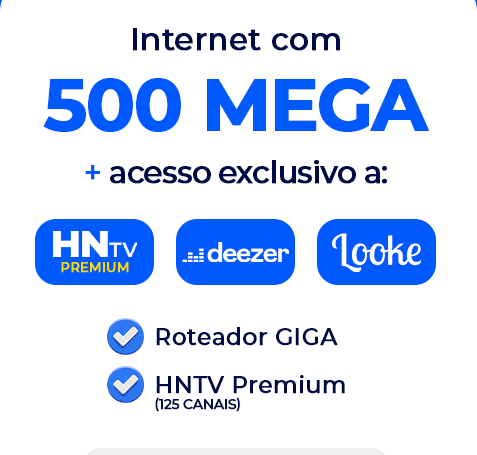 Internet com
500 MEGA
+ acesso exclusivo a:
HNTV
PREMIUM
deezer
Looke
Roteador GIGA
HNTV Premium
(125 CANAIS)